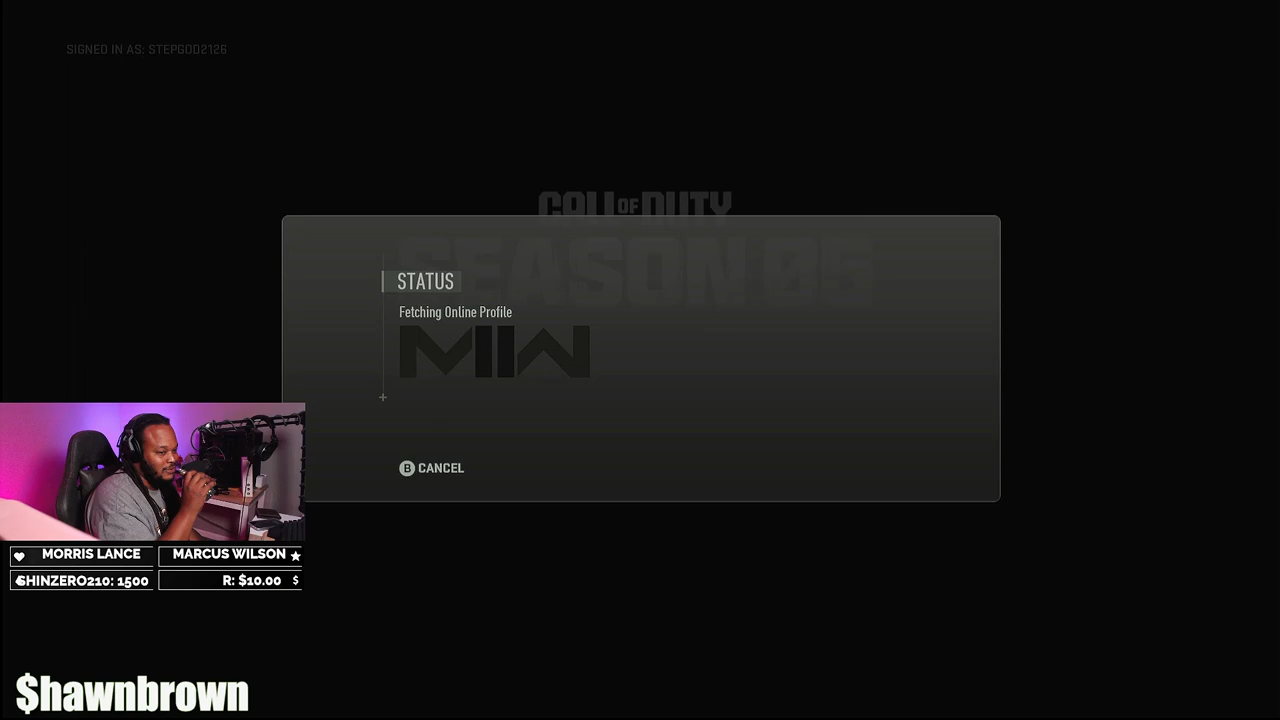 SIGNED IN AS: STEPGOD2126
CALL OF DUTY
SEASON 05
STATUS
Fetching Online Profile
MIIW
B CANCEL
MORRIS LANCE
MARCUS WILSON
SHINZERO210: 1500
R: $10.00 $
$hawnbrown